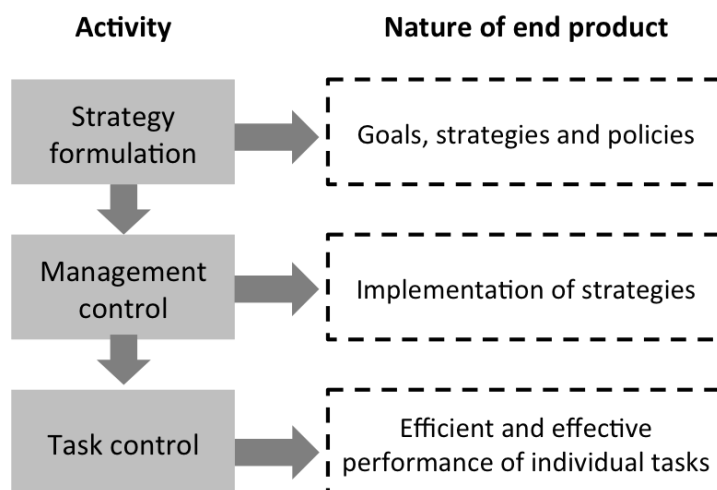 Activity
Nature of end product
Strategy
formulation
Goals, strategies and policies
Management
control
Implementation of strategies
Task control
Efficient and effective
performance of individual tasks